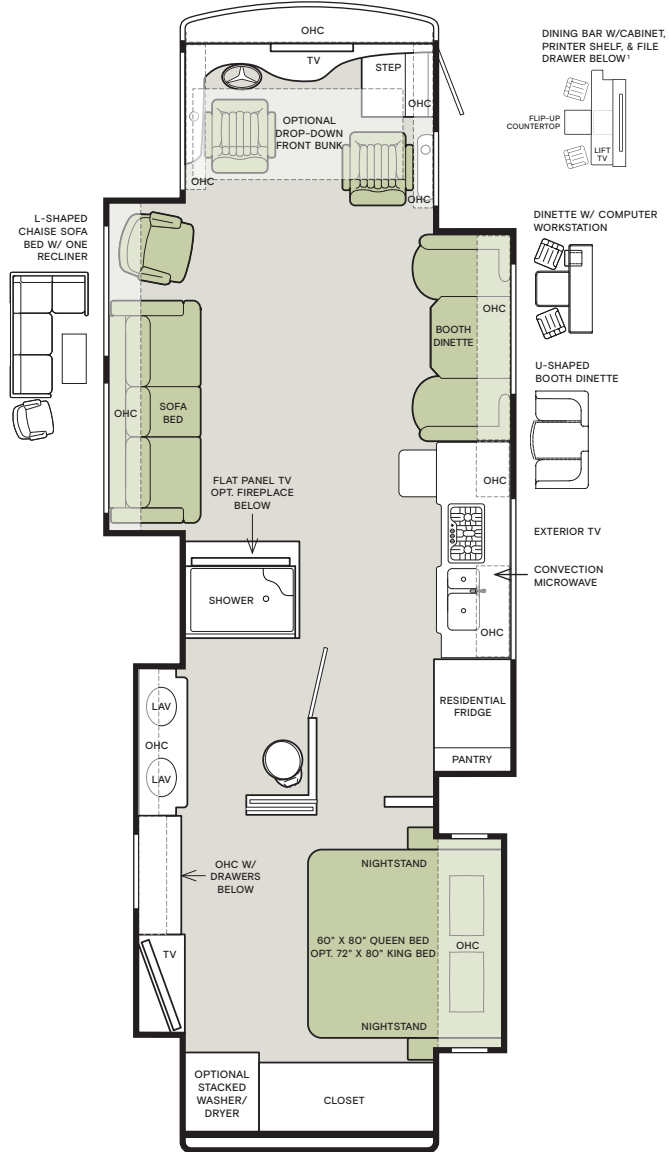 OHC
TV
STEP
OHC
OPTIONAL
DROP-DOWN
FRONT BUNK
OHC
OHC
DINING BAR W/CABINET,
PRINTER SHELF, & FILE
DRAWER BELOW¹
FLIP-UP
COUNTERTOP
LIFT
TV
L-SHAPED
CHAISE SOFA
BED W/ ONE
RECLINER
DINETTE W/ COMPUTER
WORKSTATION
OHC
BOOTH
DINETTE
U-SHAPED
BOOTH DINETTE
OHC
SOFA
BED
FLAT PANEL TV
OPT. FIREPLACE
BELOW
OHC
EXTERIOR TV
CONVECTION
MICROWAVE
SHOWER
OHC
LAV
OHC
LAV
RESIDENTIAL
FRIDGE
PANTRY
OHC W/
DRAWERS
BELOW
NIGHTSTAND
60" X 80" QUEEN BED
OPT. 72" X 80" KING BED
OHC
TV
NIGHTSTAND
OPTIONAL
STACKED
WASHER/
DRYER
CLOSET